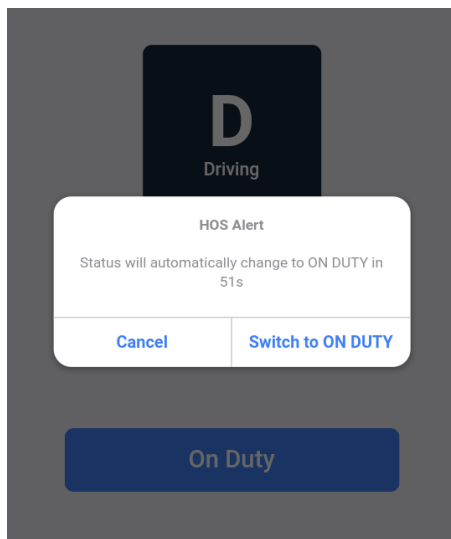 D
Driving
HOS Alert
Status will automatically change to ON DUTY in
51s
Cancel
Switch to ON DUTY
On Duty